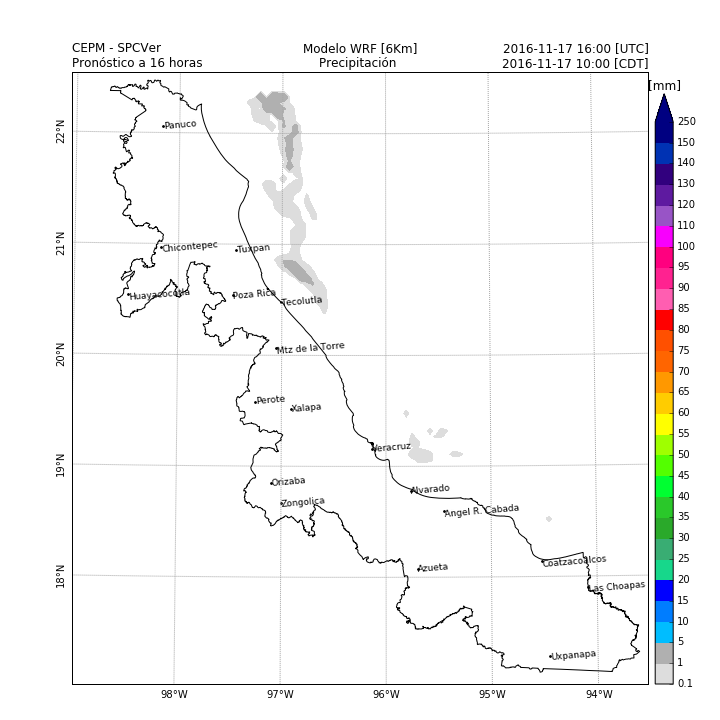 CEPM - SPCVer Modelo WRF [6Km] 2016-11-17 16:00 [UTC]
Pronóstico a 16 horas Precipitación 2016-11-17 10:00 [CDT]
[mm]
250
150
140
130
120
110
100
95
90
85
80
75
70
65
60
55
50
45
40
35
30
25
20
15
10
5
1
0.1
22°N
21°N
20°N
19°N
18°N
Panuco
Chicontepec
Tuxpan
Huayacocotla
Poza Rica
Tecolutla
Mtz de la Torre
Perote
Xalapa
Veracruz
Orizaba
Alvarado
Zongolica
Angel R. Cabada
Coatzacoalcos
Azueta
Las Choapas
Uxpanapa
98°W 97°W 96°W 95°W 94°W